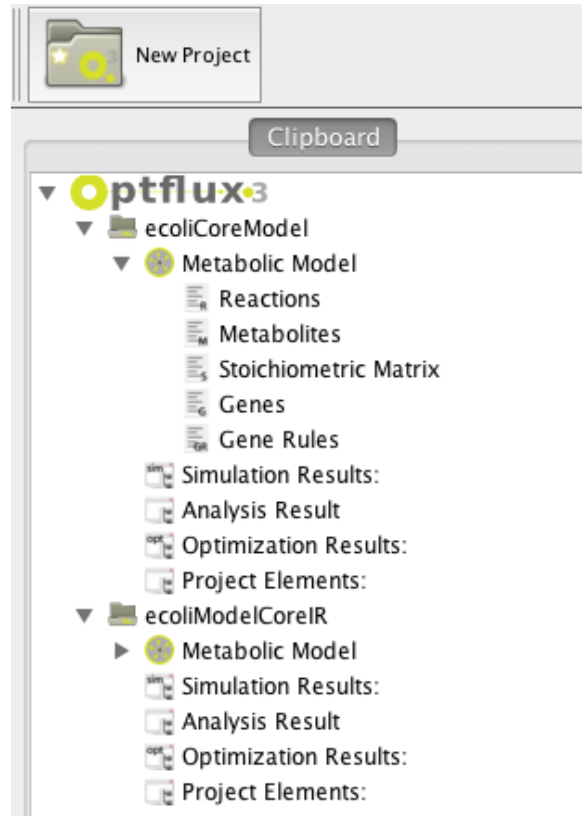 New Project
Clipboard
Optflux3
ecoliCoreModel
Metabolic Model
Reactions
Metabolites
Stoichiometric Matrix
Genes
Gene Rules
Simulation Results:
Analysis Result
Optimization Results:
Project Elements:
ecoliModelCoreIR
Metabolic Model
Simulation Results:
Analysis Result
Optimization Results:
Project Elements: